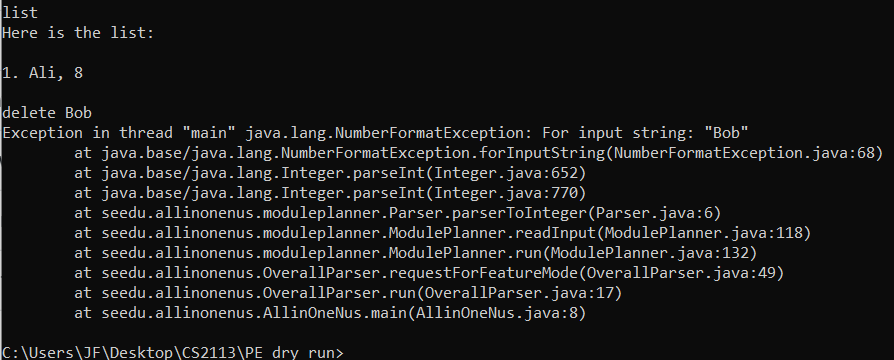 list
Here is the list:
1. Ali, 8
delete Bob
Exception in thread "main" java.lang.NumberFormatException: For input string: "Bob"
at java.base/java.lang.NumberFormatException.forInputString(NumberFormatException.java:68)
at java.base/java.lang.Integer.parseInt(Integer.java:652)
at java.base/java.lang.Integer.parseInt(Integer.java:770)
at seedu.allinonenus.moduleplanner.Parser.parserToInteger(Parser.java:6)
at seedu.allinonenus.moduleplanner.ModulePlanner.readInput(ModulePlanner.java:118)
at seedu.allinonenus.moduleplanner.ModulePlanner.run(ModulePlanner.java:132)
at seedu.allinonenus.OverallParser.requestForFeatureMode(OverallParser.java:49)
at seedu.allinonenus.OverallParser.run(OverallParser.java:17)
at seedu.allinonenus.AllinOneNus.main(AllinOneNus.java:8)
C:\Users\JF\Desktop\CS2113\PE dry run>